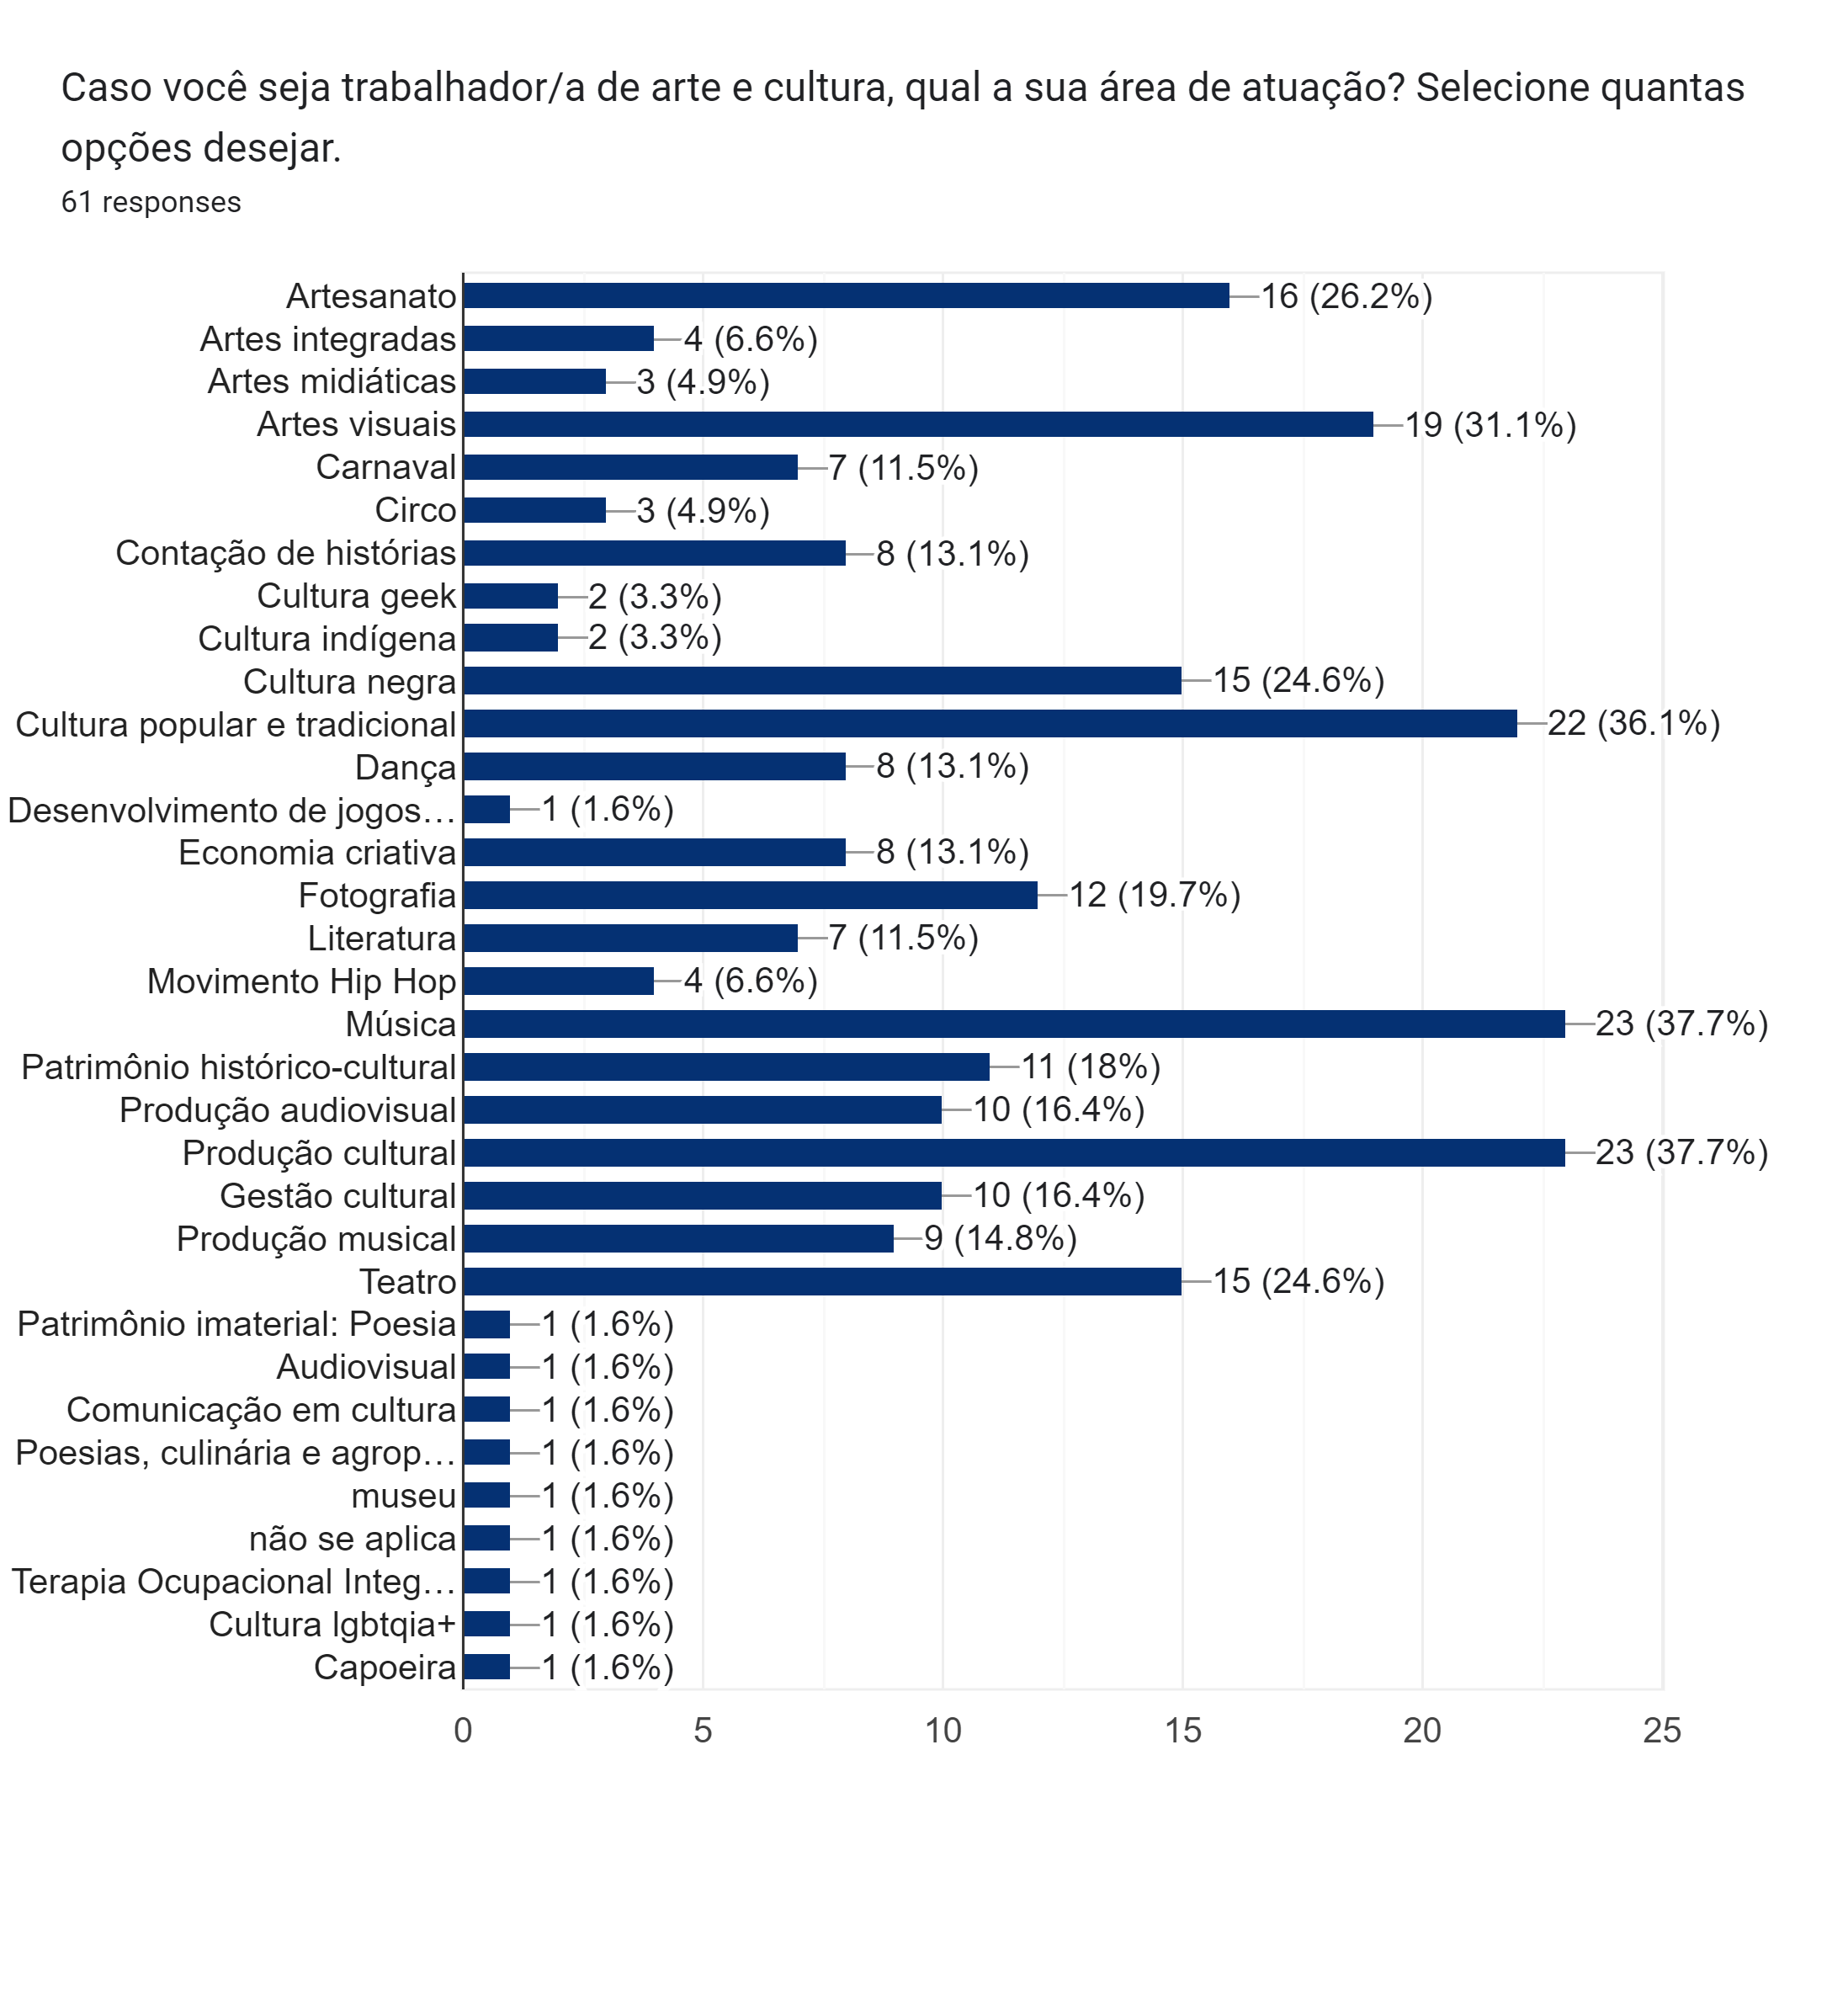 Caso você seja trabalhador/a de arte e cultura, qual a sua área de atuação? Selecione quantas
opções desejar.
61 responses
Artesanato 16 (26.2%)
Artes integradas 4 (6.6%)
Artes midiáticas 3 (4.9%)
Artes visuais 19 (31.1%)
Carnaval 7 (11.5%)
Circo 3 (4.9%)
Contação de histórias 8 (13.1%)
Cultura geek 2 (3.3%)
Cultura indígena 2 (3.3%)
Cultura negra 15 (24.6%)
Cultura popular e tradicional 22 (36.1%)
Dança 8 (13.1%)
Desenvolvimento de jogos… 1 (1.6%)
Economia criativa 8 (13.1%)
Fotografia 12 (19.7%)
Literatura 7 (11.5%)
Movimento Hip Hop 4 (6.6%)
Música 23 (37.7%)
Patrimônio histórico-cultural 11 (18%)
Produção audiovisual 10 (16.4%)
Produção cultural 23 (37.7%)
Gestão cultural 10 (16.4%)
Produção musical 9 (14.8%)
Teatro 15 (24.6%)
Patrimônio imaterial: Poesia 1 (1.6%)
Audiovisual 1 (1.6%)
Comunicação em cultura 1 (1.6%)
Poesias, culinária e agrop… 1 (1.6%)
museu 1 (1.6%)
não se aplica 1 (1.6%)
Terapia Ocupacional Integ… 1 (1.6%)
Cultura lgbtqia+ 1 (1.6%)
Capoeira 1 (1.6%)
0 5 10 15 20 25